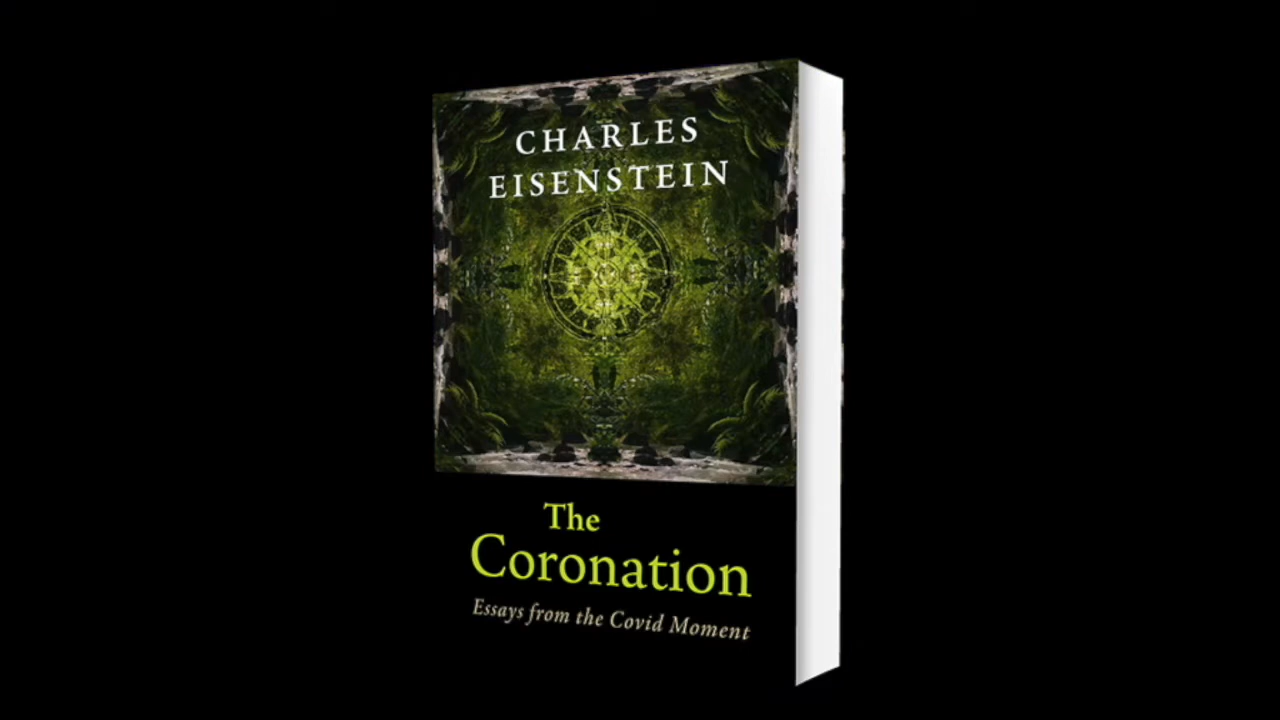 CHARLES
EISENSTEIN
The
Coronation
Essays from the Covid Moment